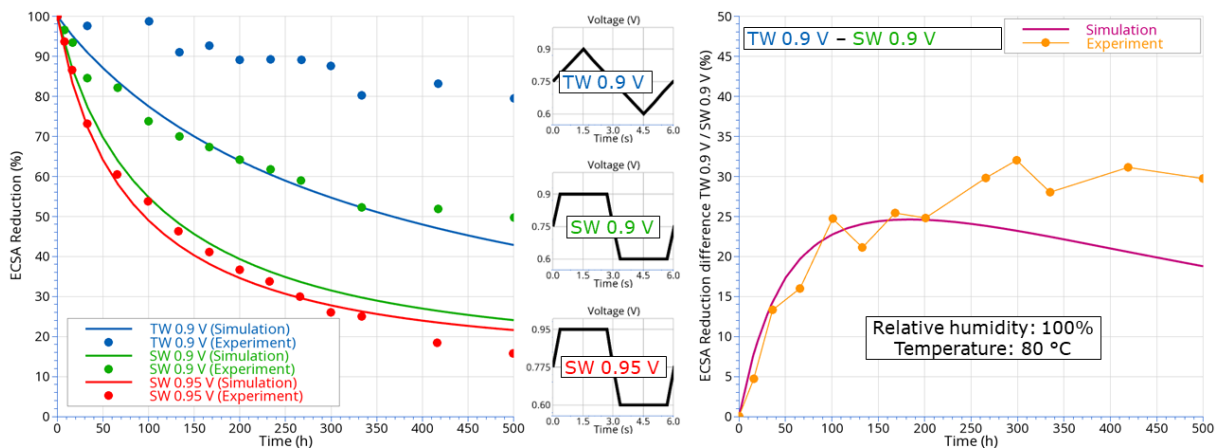 ECSA Reduction (%)
100
90
80
70
60
50
40
30
20
10
0
0
50
100
150
200
250
300
350
400
450
500
Time (h)
TW 0.9 V (Simulation)
TW 0.9 V (Experiment)
SW 0.9 V (Simulation)
SW 0.9 V (Experiment)
SW 0.95 V (Simulation)
SW 0.95 V (Experiment)
Voltage (V)
0.9
0.75
0.6
TW 0.9 V
0.0 1.5 3.0 4.5 6.0
Time (s)
Voltage (V)
0.9
0.75
0.6
SW 0.9 V
0.0 1.5 3.0 4.5 6.0
Time (s)
Voltage (V)
0.95
0.775
0.60
SW 0.95 V
0.0 1.5 3.0 4.5 6.0
Time (s)
ECSA Reduction difference TW 0.9 V / SW 0.9 V (%)
50
45
40
35
30
25
20
15
10
5
0
TW 0.9 V – SW 0.9 V
Simulation
Experiment
Relative humidity: 100%
Temperature: 80 °C
0
50
100
150
200
250
300
350
400
450
500
Time (h)